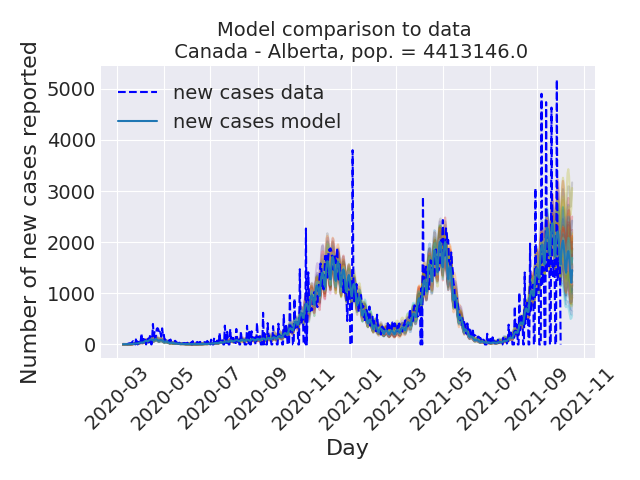 Model comparison to data
Canada - Alberta, pop. = 4413146.0
Number of new cases reported
5000
4000
3000
2000
1000
0
new cases data
new cases model
2020-03
2020-05
2020-07
2020-09
2020-11
2021-01
2021-03
2021-05
2021-07
2021-09
2021-11
Day